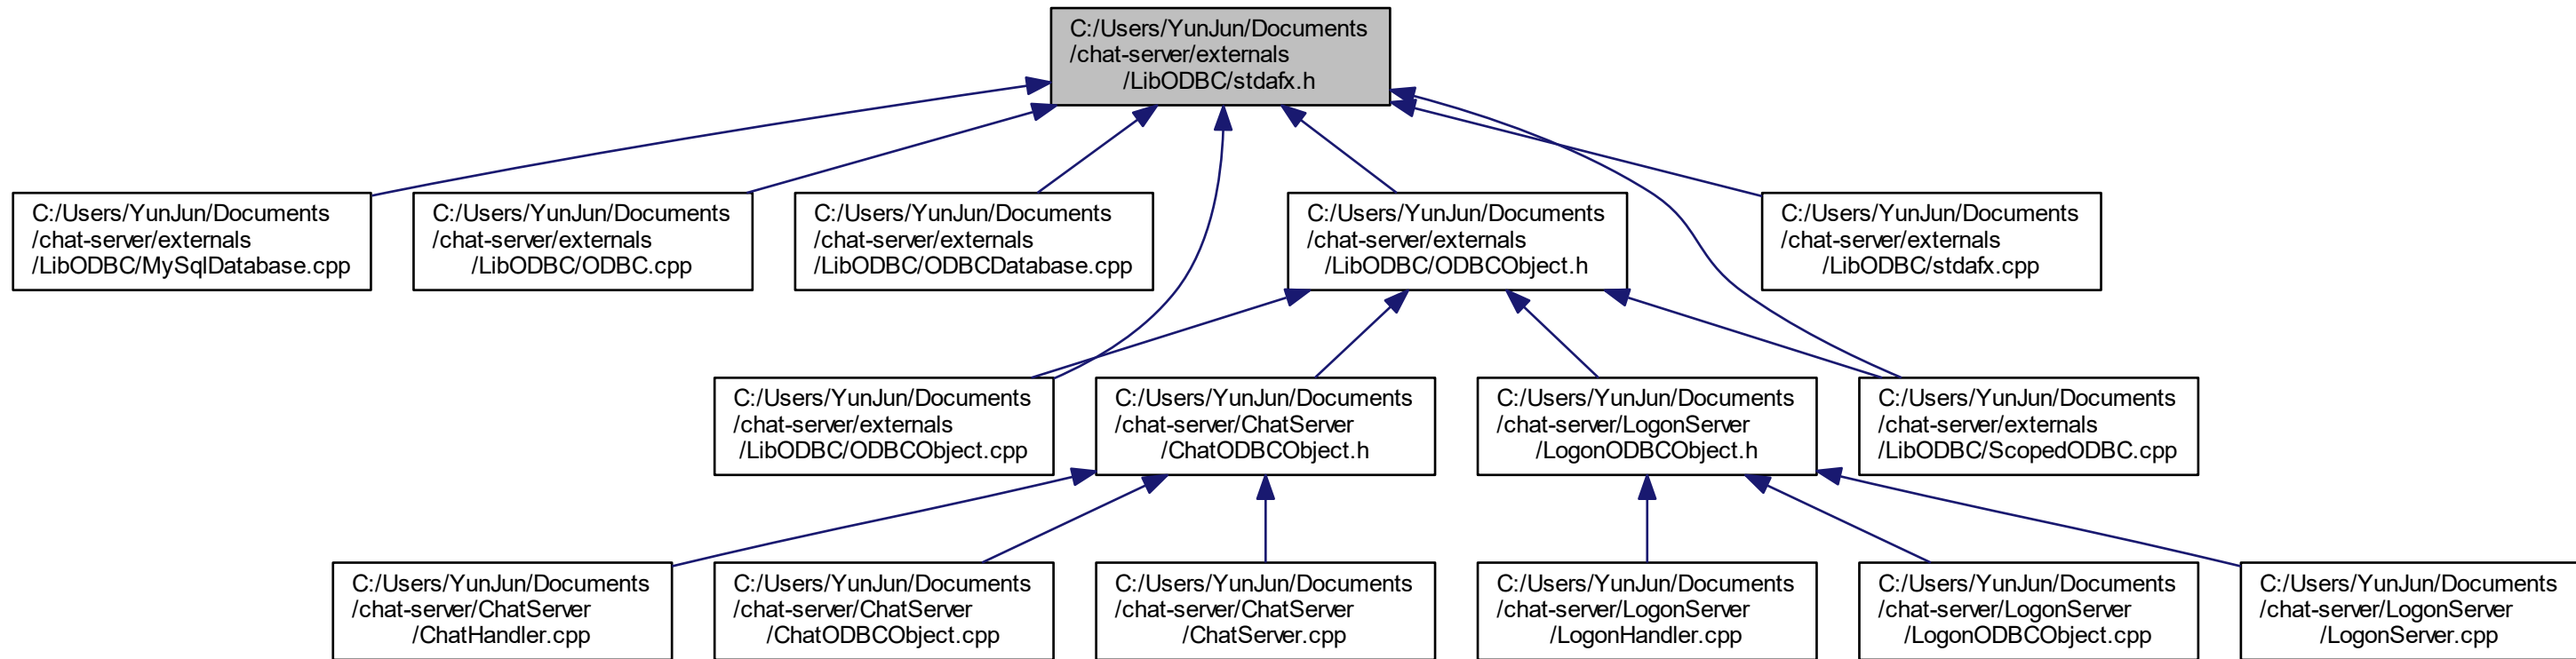 C:/Users/YunJun/Documents
/chat-server/externals
/LibODBC/stdafx.h
C:/Users/YunJun/Documents
/chat-server/externals
/LibODBC/MySqlDatabase.cpp
C:/Users/YunJun/Documents
/chat-server/externals
/LibODBC/ODBC.cpp
C:/Users/YunJun/Documents
/chat-server/externals
/LibODBC/ODBCDatabase.cpp
C:/Users/YunJun/Documents
/chat-server/externals
/LibODBC/ODBCObject.h
C:/Users/YunJun/Documents
/chat-server/externals
/LibODBC/stdafx.cpp
C:/Users/YunJun/Documents
/chat-server/externals
/LibODBC/ODBCObject.cpp
C:/Users/YunJun/Documents
/chat-server/ChatServer
/ChatODBCObject.h
C:/Users/YunJun/Documents
/chat-server/LogonServer
/LogonODBCObject.h
C:/Users/YunJun/Documents
/chat-server/externals
/LibODBC/ScopedODBC.cpp
C:/Users/YunJun/Documents
/chat-server/ChatServer
/ChatHandler.cpp
C:/Users/YunJun/Documents
/chat-server/ChatServer
/ChatODBCObject.cpp
C:/Users/YunJun/Documents
/chat-server/ChatServer
/ChatServer.cpp
C:/Users/YunJun/Documents
/chat-server/LogonServer
/LogonHandler.cpp
C:/Users/YunJun/Documents
/chat-server/LogonServer
/LogonODBCObject.cpp
C:/Users/YunJun/Documents
/chat-server/LogonServer
/LogonServer.cpp